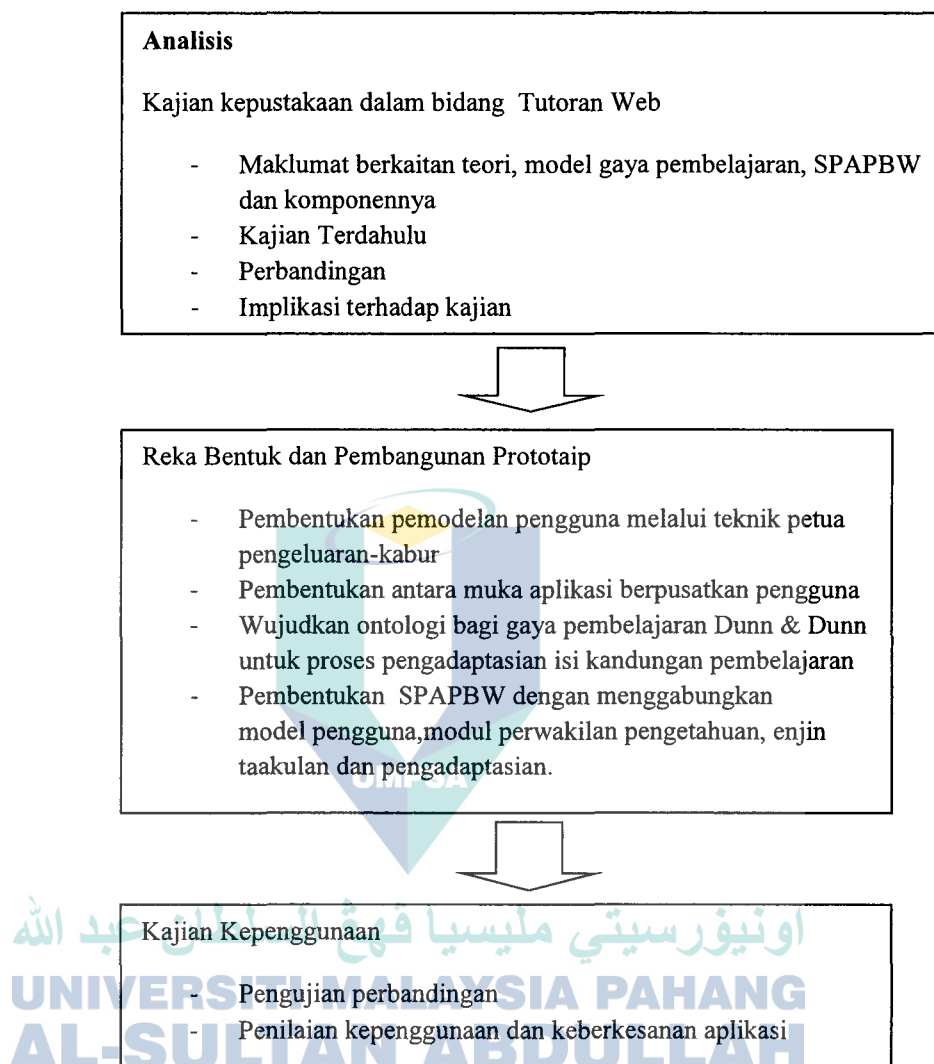 Analisis
Kajian kepustakaan dalam bidang Tutoran Web
- Maklumat berkaitan teori, model gaya pembelajaran, SPAPBW
dan komponennya
- Kajian Terdahulu
- Perbandingan
- Implikasi terhadap kajian
Reka Bentuk dan Pembangunan Prototaip
- Pembentukan pemodelan pengguna melalui teknik petua
pengeluaran-kabur
- Pembentukan antara muka aplikasi berpusatkan pengguna
- Wujudkan ontologi bagi gaya pembelajaran Dunn & Dunn
untuk proses pengadaptasian isi kandungan pembelajaran
- Pembentukan SPAPBW dengan menggabungkan
model pengguna,modul perwakilan pengetahuan, enjin
taakulan dan pengadaptasian.
UMPSA
اونيۏرسيتي مليسيا ڤهڠ السلطان عبد الله
Kajian Kepenggunaan
UNIVERSITI MALAYSIA PAHANG
- Pengujian perbandingan
- Penilaian kepenggunaan dan keberkesanan aplikasi
AL-SULTAN ABDULLAH